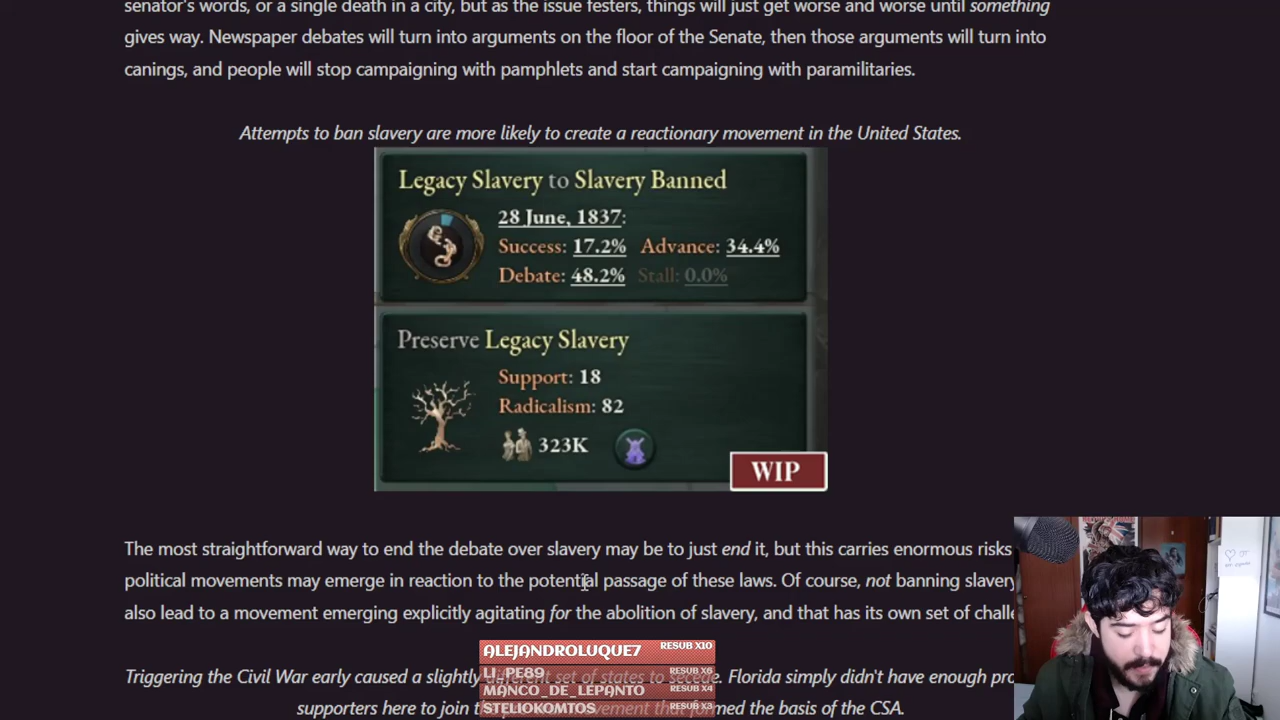 senator's words, or a single death in a city, but as the issue festers, things will just get worse and worse until something
gives way. Newspaper debates will turn into arguments on the floor of the Senate, then those arguments will turn into
canings, and people will stop campaigning with pamphlets and start campaigning with paramilitaries.
Attempts to ban slavery are more likely to create a reactionary movement in the United States.
Legacy Slavery to Slavery Banned
28 June, 1837:
Success: 17.2% Advance: 34.4%
Debate: 48.2% Stall: 0.0%
Preserve Legacy Slavery
Support: 18
Radicalism: 82
323K
WIP
The most straightforward way to end the debate over slavery may be to just end it, but this carries enormous risks
political movements may emerge in reaction to the potential passage of these laws. Of course, not banning slavery
also lead to a movement emerging explicitly agitating for the abolition of slavery, and that has its own set of
ALEJANDROLUQUE7 RESUB X10
LI_PE89 RESUB X6
MANCO_DE_LEPANTO RESUB X4
STELIOKOMTOS RESUB X3
Triggering the Civil War early caused a slightly set of states to secede. Florida simply didn't have enough
supporters here to join that formed the basis of the CSA.